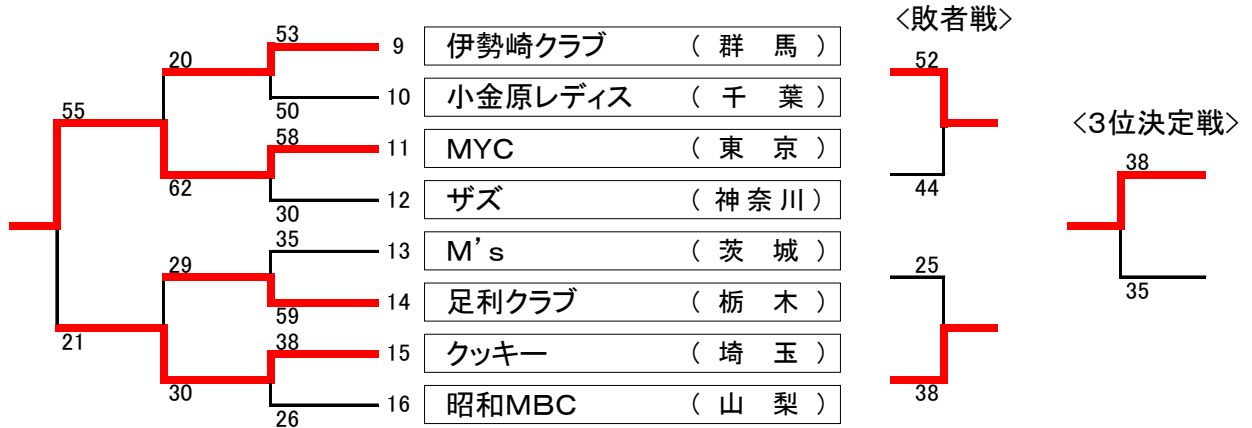 <敗者戦>
53
9 伊勢崎クラブ ( 群 馬 )
20
52
10 小金原レディス ( 千 葉 )
50
55
<3位決定戦>
58
11 MYC ( 東 京 )
38
62
44
12 ザズ ( 神奈川 )
30
35
13 M's ( 茨 城 )
29
25
35
14 足利クラブ ( 栃 木 )
59
21
38
15 クッキー ( 埼 玉 )
30
38
16 昭和MBC ( 山 梨 )
26